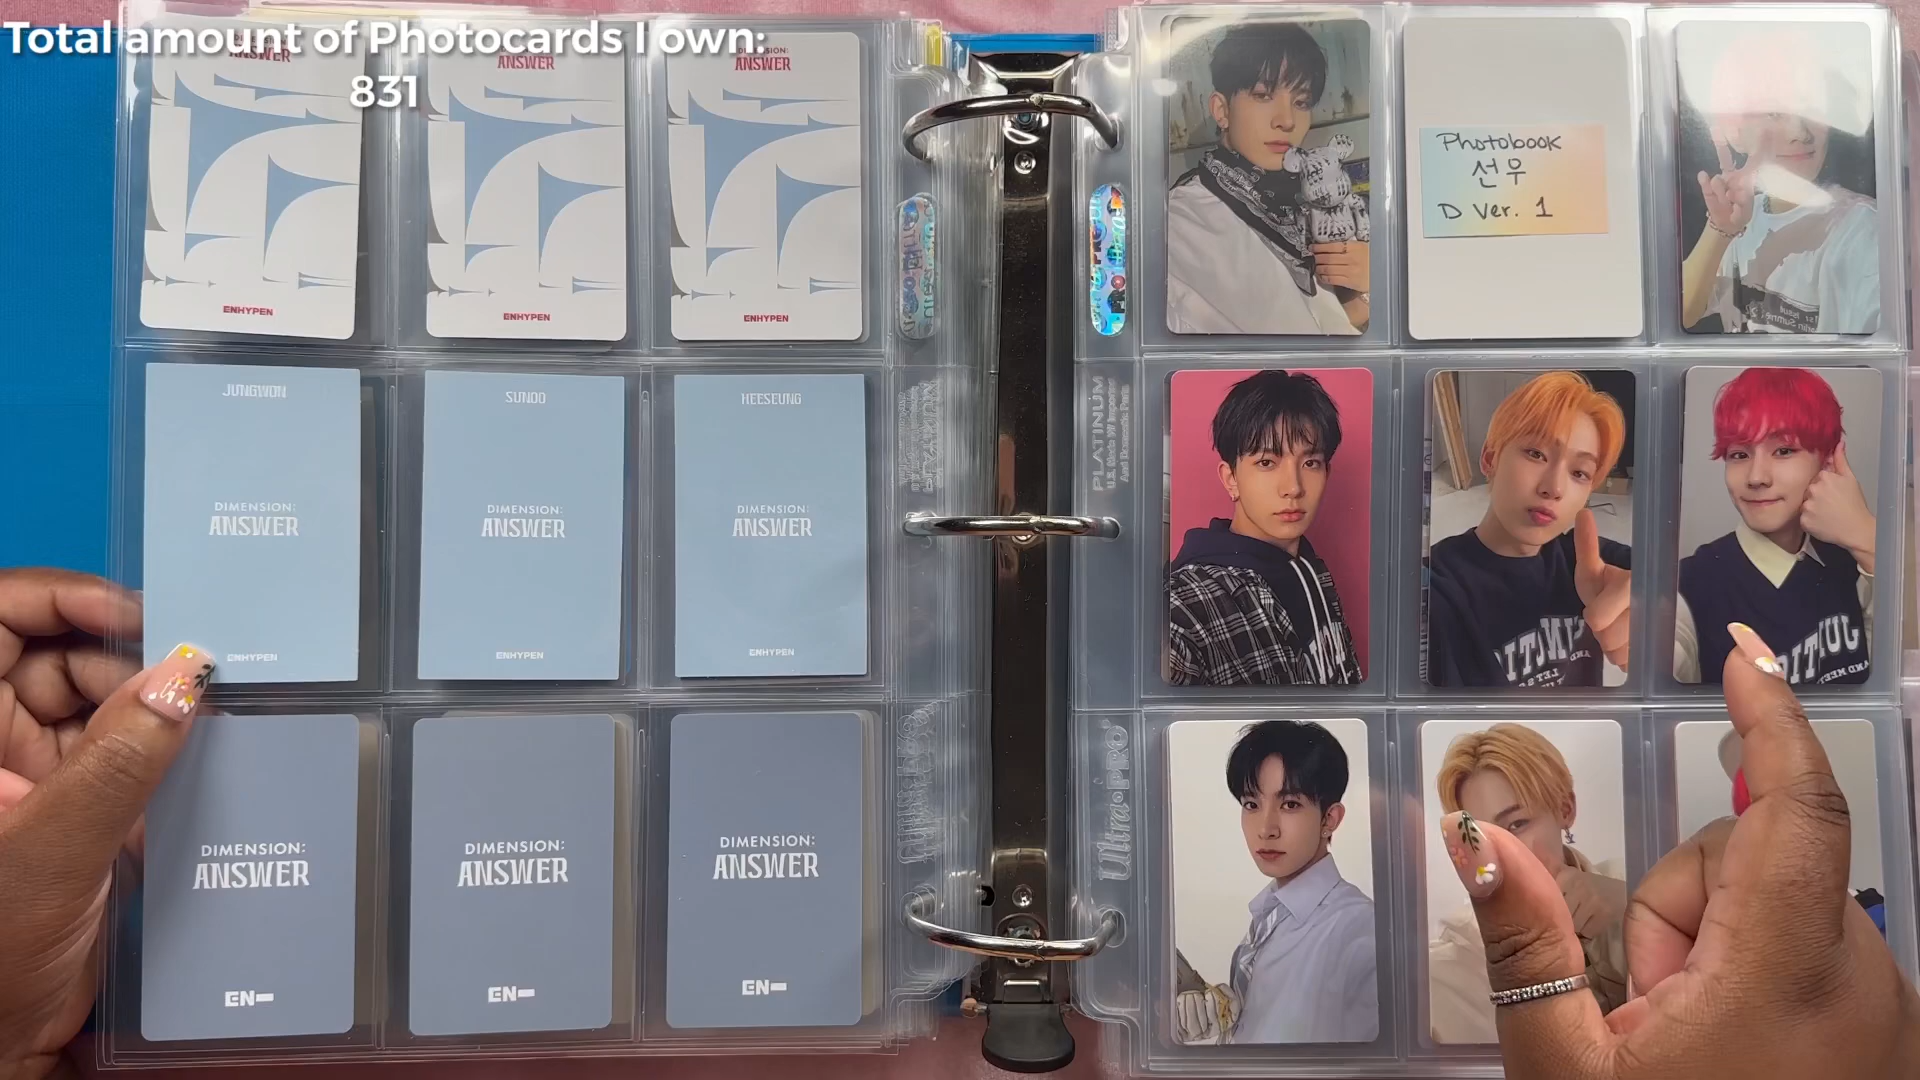 Total amount of Photocards I own:
831
ANSWER
ENHYPEN
ANSWER
ENHYPEN
ANSWER
ENHYPEN
JUNGWON
DIMENSION:
ANSWER
ENHYPEN
SUNOO
DIMENSION:
ANSWER
ENHYPEN
HEESEUNG
DIMENSION:
ANSWER
ENHYPEN
DIMENSION:
ANSWER
EN-
DIMENSION:
ANSWER
EN-
DIMENSION:
ANSWER
EN-
Photobook
선우
D Ver. 1
PLATINUM
Ultra•PRO